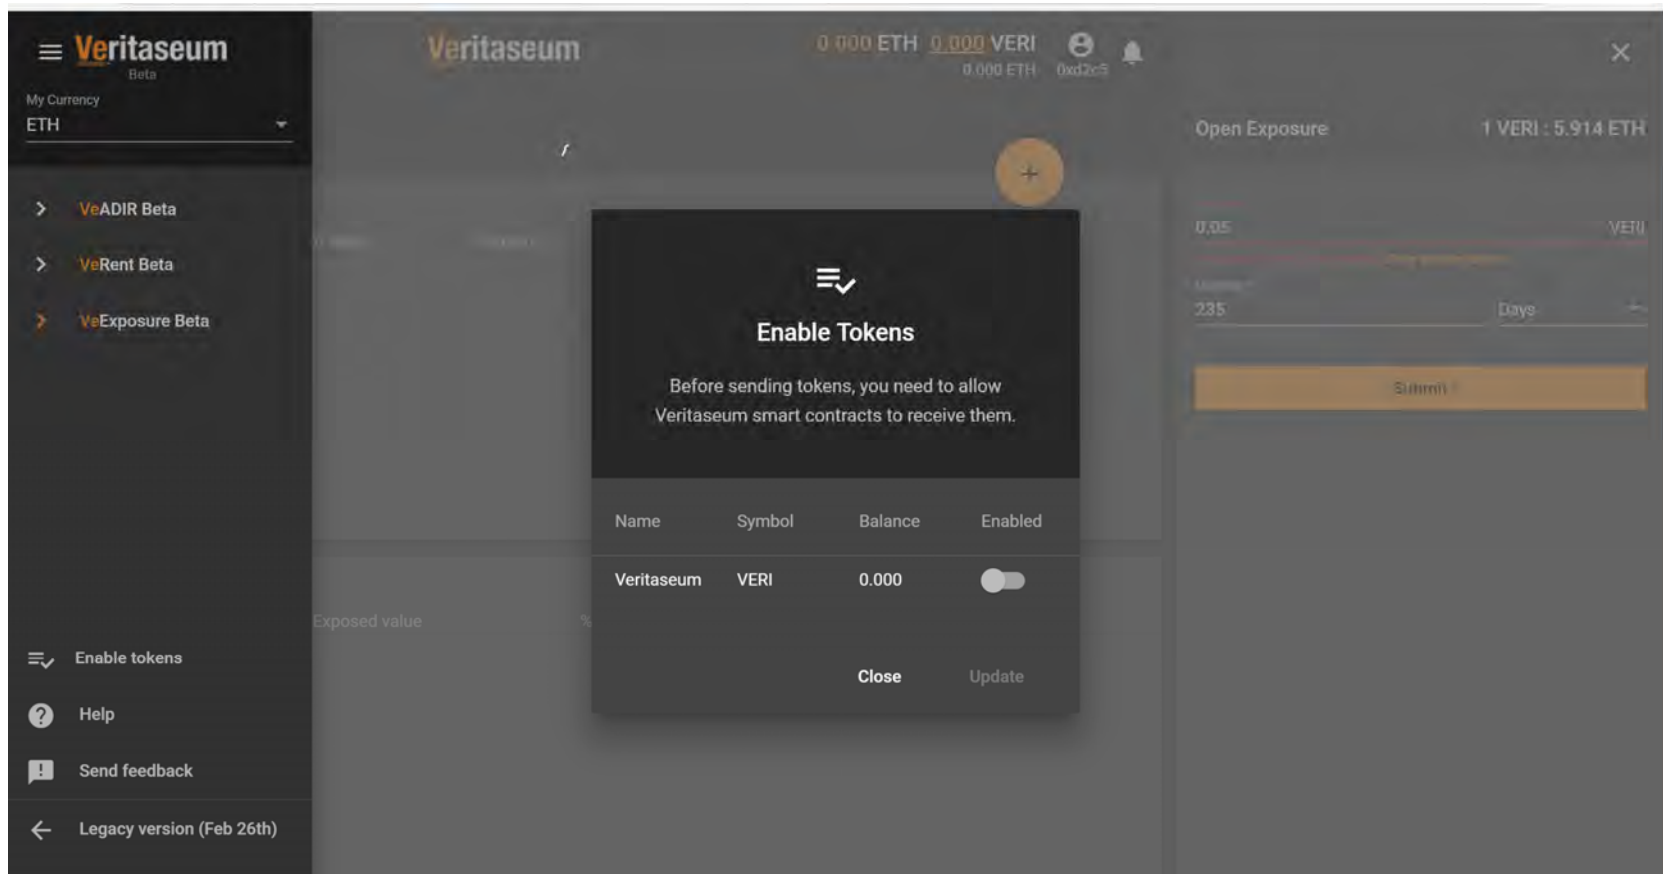 Veritaseum
Beta
My Currency
ETH
VeADIR Beta
VeRent Beta
VeExposure Beta
Enable tokens
Help
Send feedback
Legacy version (Feb 26th)
Veritaseum
0.000 ETH 0.000 VERI
0.000 ETH 0xd2c5
Exposed value %
Enable Tokens
Before sending tokens, you need to allow
Veritaseum smart contracts to receive them.
Name Symbol Balance Enabled
Veritaseum VERI 0.000
Close Update
Open Exposure 1 VERI : 5.914 ETH
0.05 VERI
235 Days
Submit